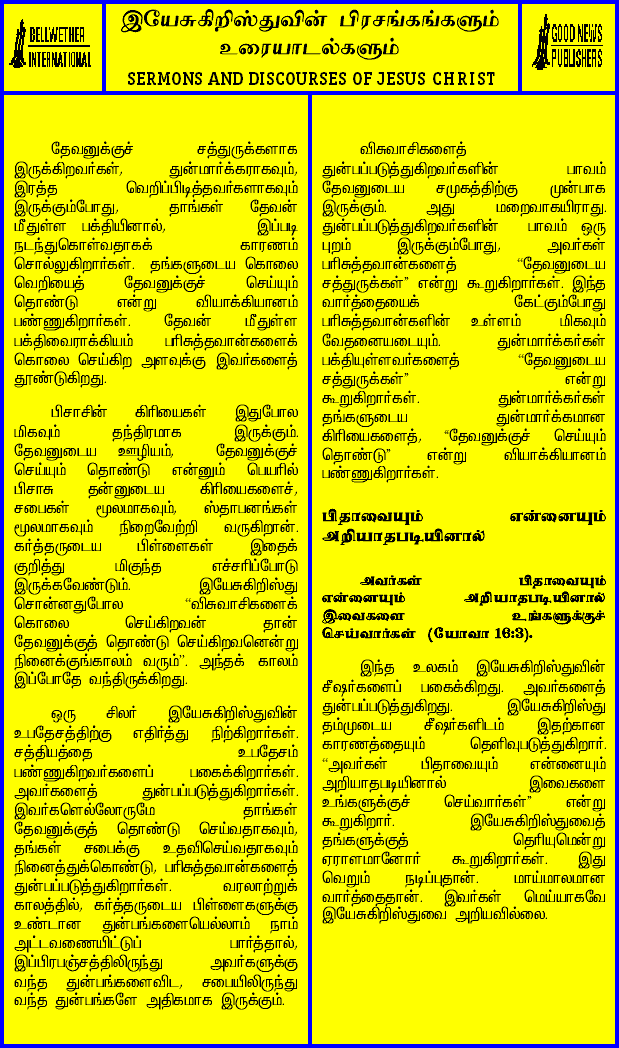 BELLWETHER
INTERNATIONAL
இயேசுகிறிஸ்துவின் பிரசங்கங்களும்
உரையாடல்களும்
SERMONS AND DISCOURSES OF JESUS CHRIST
GOOD NEWS
PUBLISHERS
தேவனுக்குச் சத்துருக்களாக
இருக்கிறவர்கள், துன்மார்க்கராகவும்,
இரத்த வெறிப்பிடித்தவர்களாகவும்
இருக்கும்போது, தாங்கள் தேவன்
மீதுள்ள பக்தியினால், இப்படி
நடந்துகொள்வதாகக் காரணம்
சொல்லுகிறார்கள். தங்களுடைய கொலை
வெறியைத் தேவனுக்குச் செய்யும்
தொண்டு என்று வியாக்கியானம்
பண்ணுகிறார்கள். தேவன் மீதுள்ள
பக்திவைராக்கியம் பரிசுத்தவான்களைக்
கொலை செய்கிற அளவுக்கு இவர்களைத்
தூண்டுகிறது.
பிசாசின் கிரியைகள் இதுபோல
மிகவும் தந்திரமாக இருக்கும்.
தேவனுடைய ஊழியம், தேவனுக்குச்
செய்யும் தொண்டு என்னும் பெயரில்
பிசாசு தன்னுடைய கிரியைகளைச்,
சபைகள் மூலமாகவும், ஸ்தாபனங்கள்
மூலமாகவும் நிறைவேற்றி வருகிறான்.
கர்த்தருடைய பிள்ளைகள் இதைக்
குறித்து மிகுந்த எச்சரிப்போடு
இருக்கவேண்டும். இயேசுகிறிஸ்து
சொன்னதுபோல “விசுவாசிகளைக்
கொலை செய்கிறவன் தான்
தேவனுக்குத் தொண்டு செய்கிறவனென்று
நினைக்குங்காலம் வரும்”. அந்தக் காலம்
இப்போதே வந்திருக்கிறது.
ஒரு சிலர் இயேசுகிறிஸ்துவின்
உபதேசத்திற்கு எதிர்த்து நிற்கிறார்கள்.
சத்தியத்தை உபதேசம்
பண்ணுகிறவர்களைப் பகைக்கிறார்கள்.
அவர்களைத் துன்பப்படுத்துகிறார்கள்.
இவர்களெல்லோருமே தாங்கள்
தேவனுக்குத் தொண்டு செய்வதாகவும்,
தங்கள் சபைக்கு உதவிசெய்வதாகவும்
நினைத்துக்கொண்டு, பரிசுத்தவான்களைத்
துன்பப்படுத்துகிறார்கள். வரலாற்றுக்
காலத்தில், கர்த்தருடைய பிள்ளைகளுக்கு
உண்டான துன்பங்களையெல்லாம் நாம்
அட்டவணையிட்டுப் பார்த்தால்,
இப்பிரபஞ்சத்திலிருந்து அவர்களுக்கு
வந்த துன்பங்களைவிட, சபையிலிருந்து
வந்த துன்பங்களே அதிகமாக இருக்கும்.
விசுவாசிகளைத்
துன்பப்படுத்துகிறவர்களின் பாவம்
தேவனுடைய சமுகத்திற்கு முன்பாக
இருக்கும். அது மறைவாகயிராது.
துன்பப்படுத்துகிறவர்களின் பாவம் ஒரு
புறம் இருக்கும்போது, அவர்கள்
பரிசுத்தவான்களைத் “தேவனுடைய
சத்துருக்கள்” என்று கூறுகிறார்கள். இந்த
வார்த்தையைக் கேட்கும்போது
பரிசுத்தவான்களின் உள்ளம் மிகவும்
வேதனையடையும். துன்மார்க்கர்கள்
பக்தியுள்ளவர்களைத் “தேவனுடைய
சத்துருக்கள்” என்று
கூறுகிறார்கள். துன்மார்க்கர்கள்
தங்களுடைய துன்மார்க்கமான
கிரியைகளைத், “தேவனுக்குச் செய்யும்
தொண்டு” என்று வியாக்கியானம்
பண்ணுகிறார்கள்.
பிதாவையும் என்னையும்
அறியாதபடியினால்
அவர்கள் பிதாவையும்
என்னையும் அறியாதபடியினால்
இவைகளை உங்களுக்குச்
செய்வார்கள் (யோவா 16:3).
இந்த உலகம் இயேசுகிறிஸ்துவின்
சீஷர்களைப் பகைக்கிறது. அவர்களைத்
துன்பப்படுத்துகிறது. இயேசுகிறிஸ்து
தம்முடைய சீஷர்களிடம் இதற்கான
காரணத்தையும் தெளிவுபடுத்துகிறார்.
“அவர்கள் பிதாவையும் என்னையும்
அறியாதபடியினால் இவைகளை
உங்களுக்குச் செய்வார்கள்” என்று
கூறுகிறார். இயேசுகிறிஸ்துவைத்
தங்களுக்குத் தெரியுமென்று
ஏராளமானோர் கூறுகிறார்கள். இது
வெறும் நடிப்புதான். மாய்மாலமான
வார்த்தைதான். இவர்கள் மெய்யாகவே
இயேசுகிறிஸ்துவை அறியவில்லை.